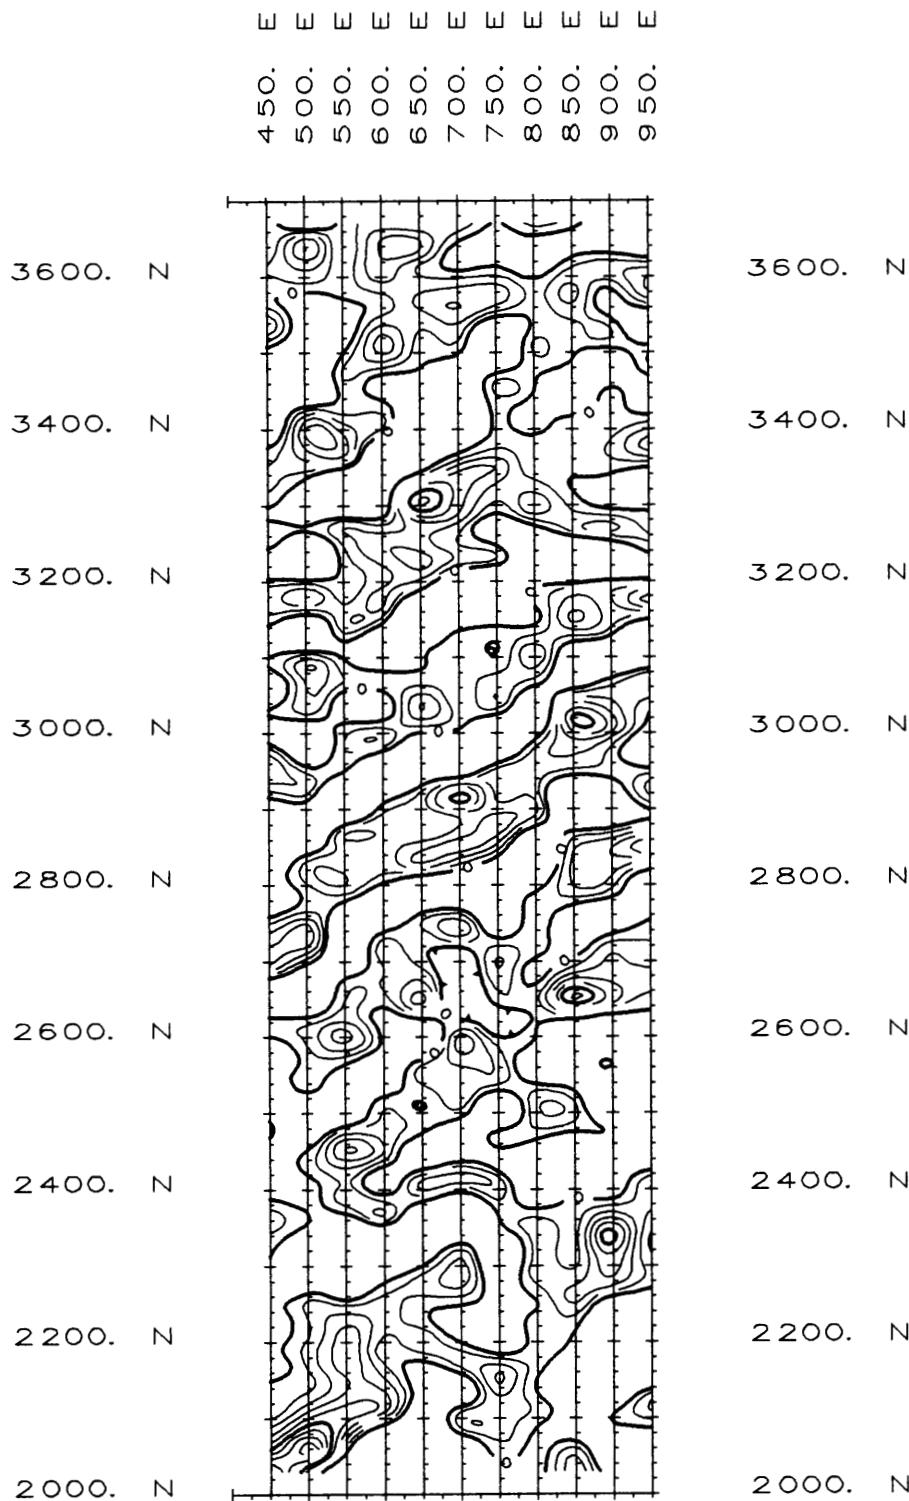 450. E
500. E
550. E
600. E
650. E
700. E
750. E
800. E
850. E
900. E
950. E
3600. N 3600. N
3400. N 3400. N
3200. N 3200. N
3000. N 3000. N
2800. N 2800. N
2600. N 2600. N
2400. N 2400. N
2200. N 2200. N
2000. N 2000. N